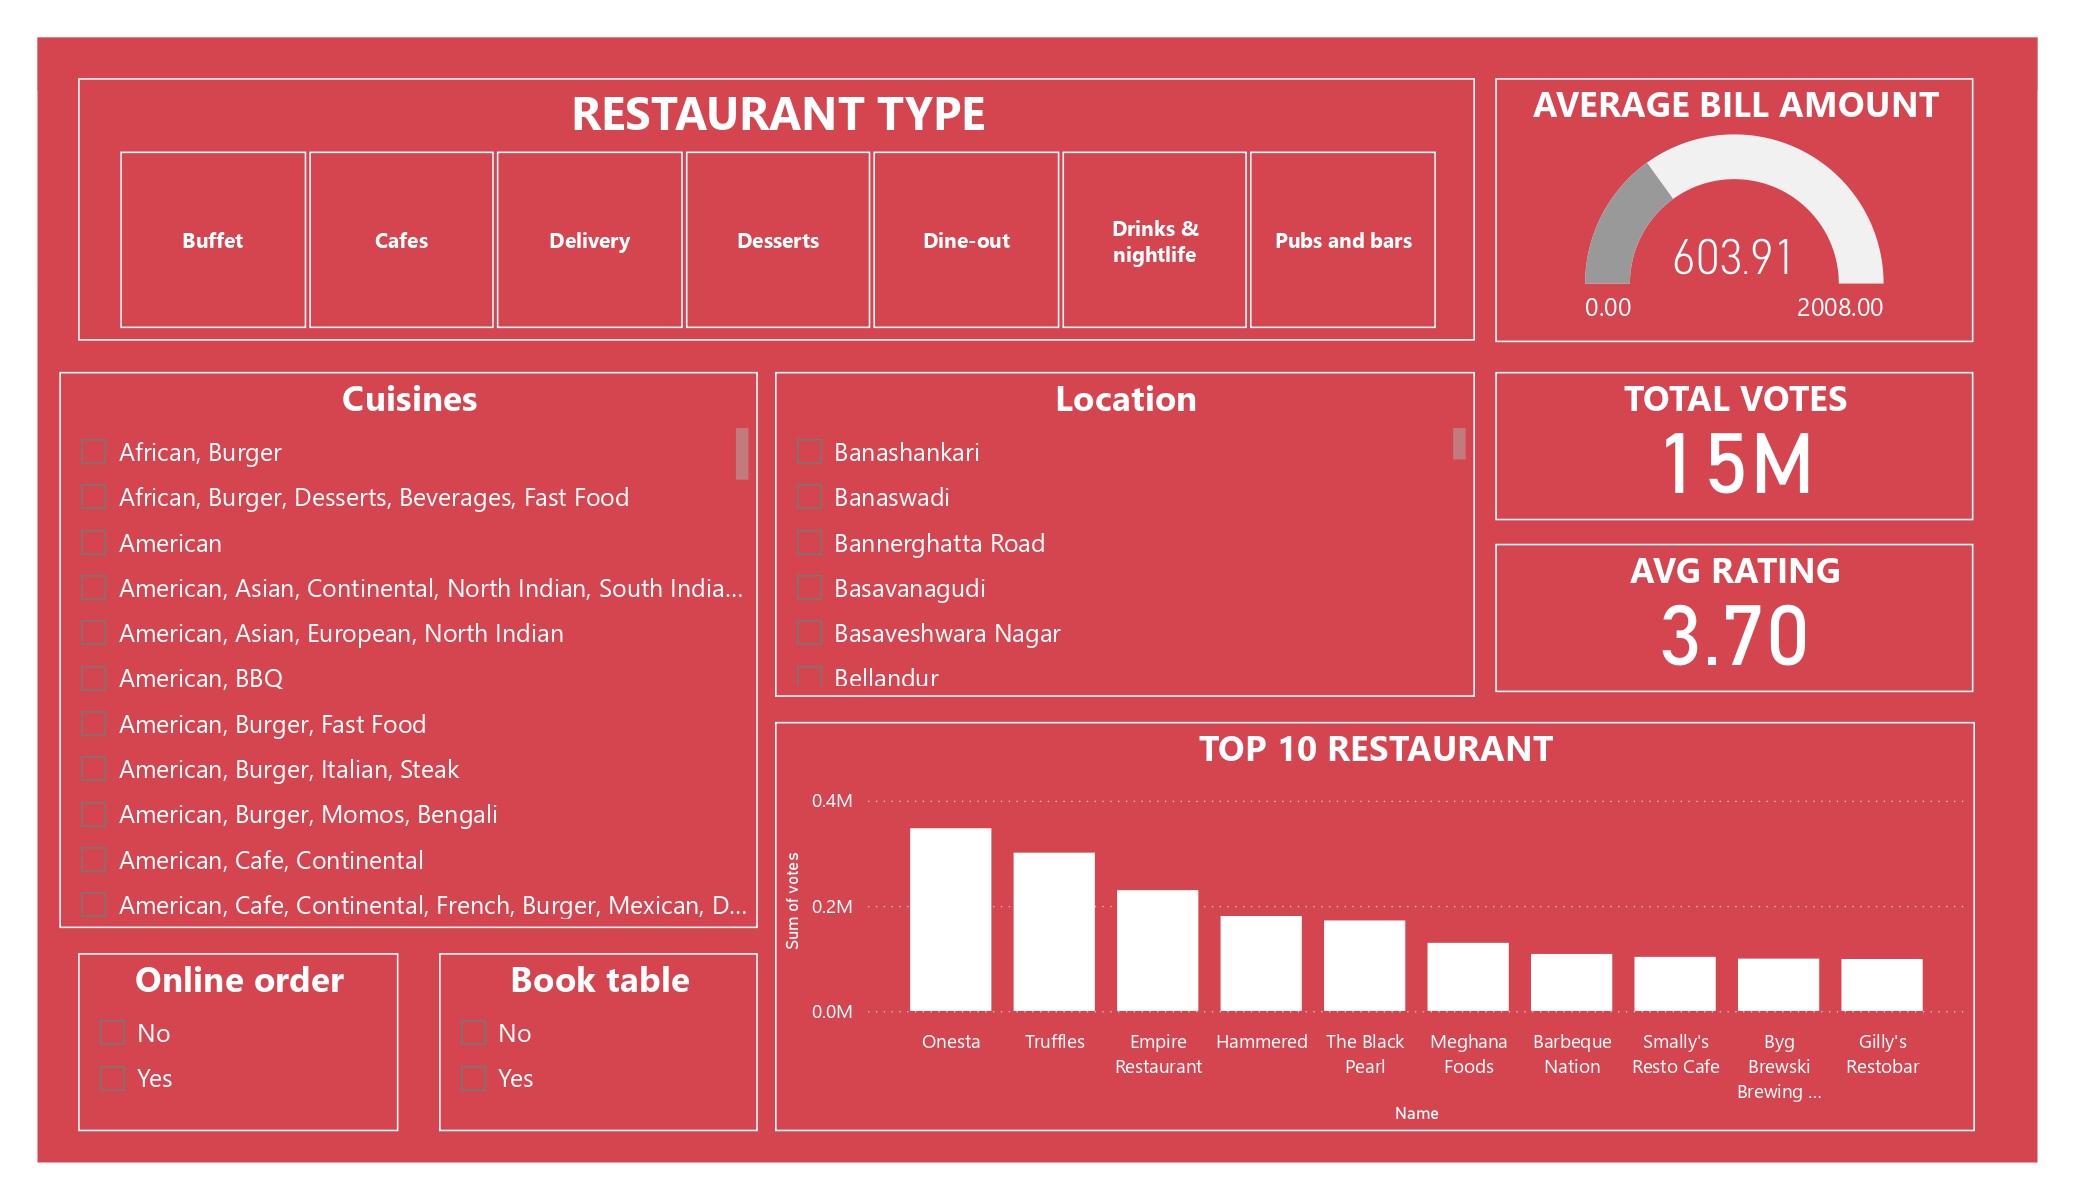 RESTAURANT TYPE
Buffet
Cafes
Delivery
Desserts
Dine-out
Drinks &
nightlife
Pubs and bars
AVERAGE BILL AMOUNT
603.91
0.00
2008.00
Cuisines
African, Burger
African, Burger, Desserts, Beverages, Fast Food
American
American, Asian, Continental, North Indian, South India...
American, Asian, European, North Indian
American, BBQ
American, Burger, Fast Food
American, Burger, Italian, Steak
American, Burger, Momos, Bengali
American, Cafe, Continental
American, Cafe, Continental, French, Burger, Mexican, D...
Location
Banashankari
Banaswadi
Bannerghatta Road
Basavanagudi
Basaveshwara Nagar
Bellandur
TOTAL VOTES
15M
AVG RATING
3.70
Online order
No
Yes
Book table
No
Yes
TOP 10 RESTAURANT
0.4M
0.2M
0.0M
Sum of votes
Onesta
Truffles
Empire
Restaurant
Hammered
The Black
Pearl
Meghana
Foods
Barbeque
Nation
Smally's
Resto Cafe
Byg
Brewski
Brewing ...
Gilly's
Restobar
Name